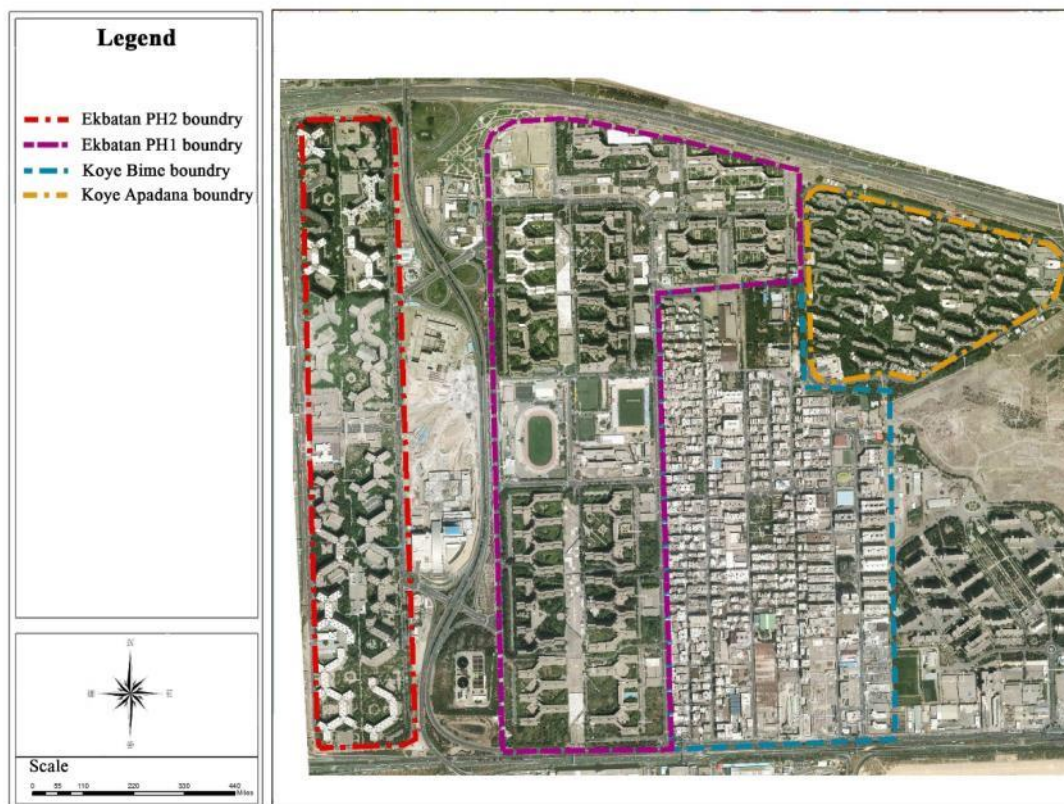 Legend
Ekbatan PH2 boundry
Ekbatan PH1 boundry
Koye Bime boundry
Koye Apadana boundry
Scale
0 55 110 220 330 440
Miles